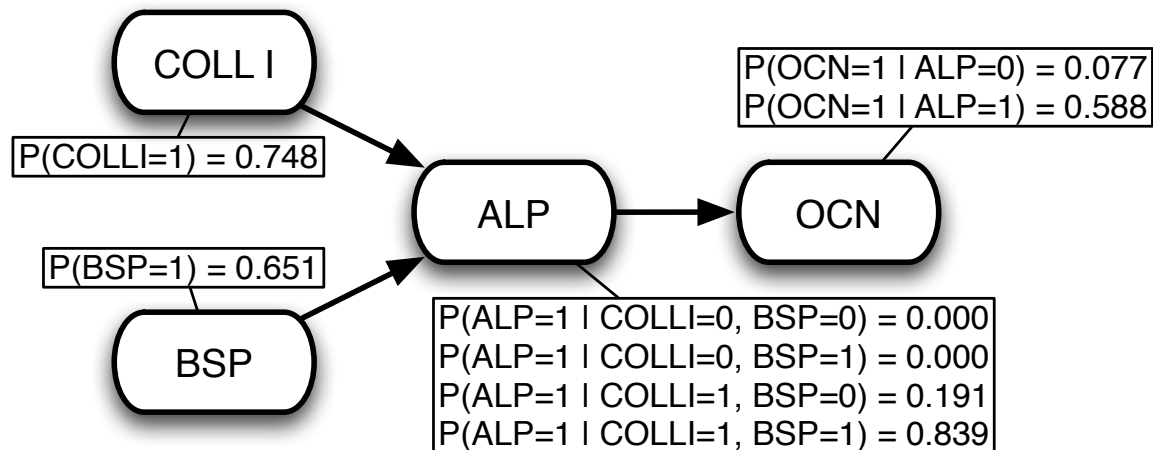 COLL I
P(COLLI=1) = 0.748
P(BSP=1) = 0.651
BSP
ALP
P(ALP=1 | COLLI=0, BSP=0) = 0.000
P(ALP=1 | COLLI=0, BSP=1) = 0.000
P(ALP=1 | COLLI=1, BSP=0) = 0.191
P(ALP=1 | COLLI=1, BSP=1) = 0.839
P(OCN=1 | ALP=0) = 0.077
P(OCN=1 | ALP=1) = 0.588
OCN